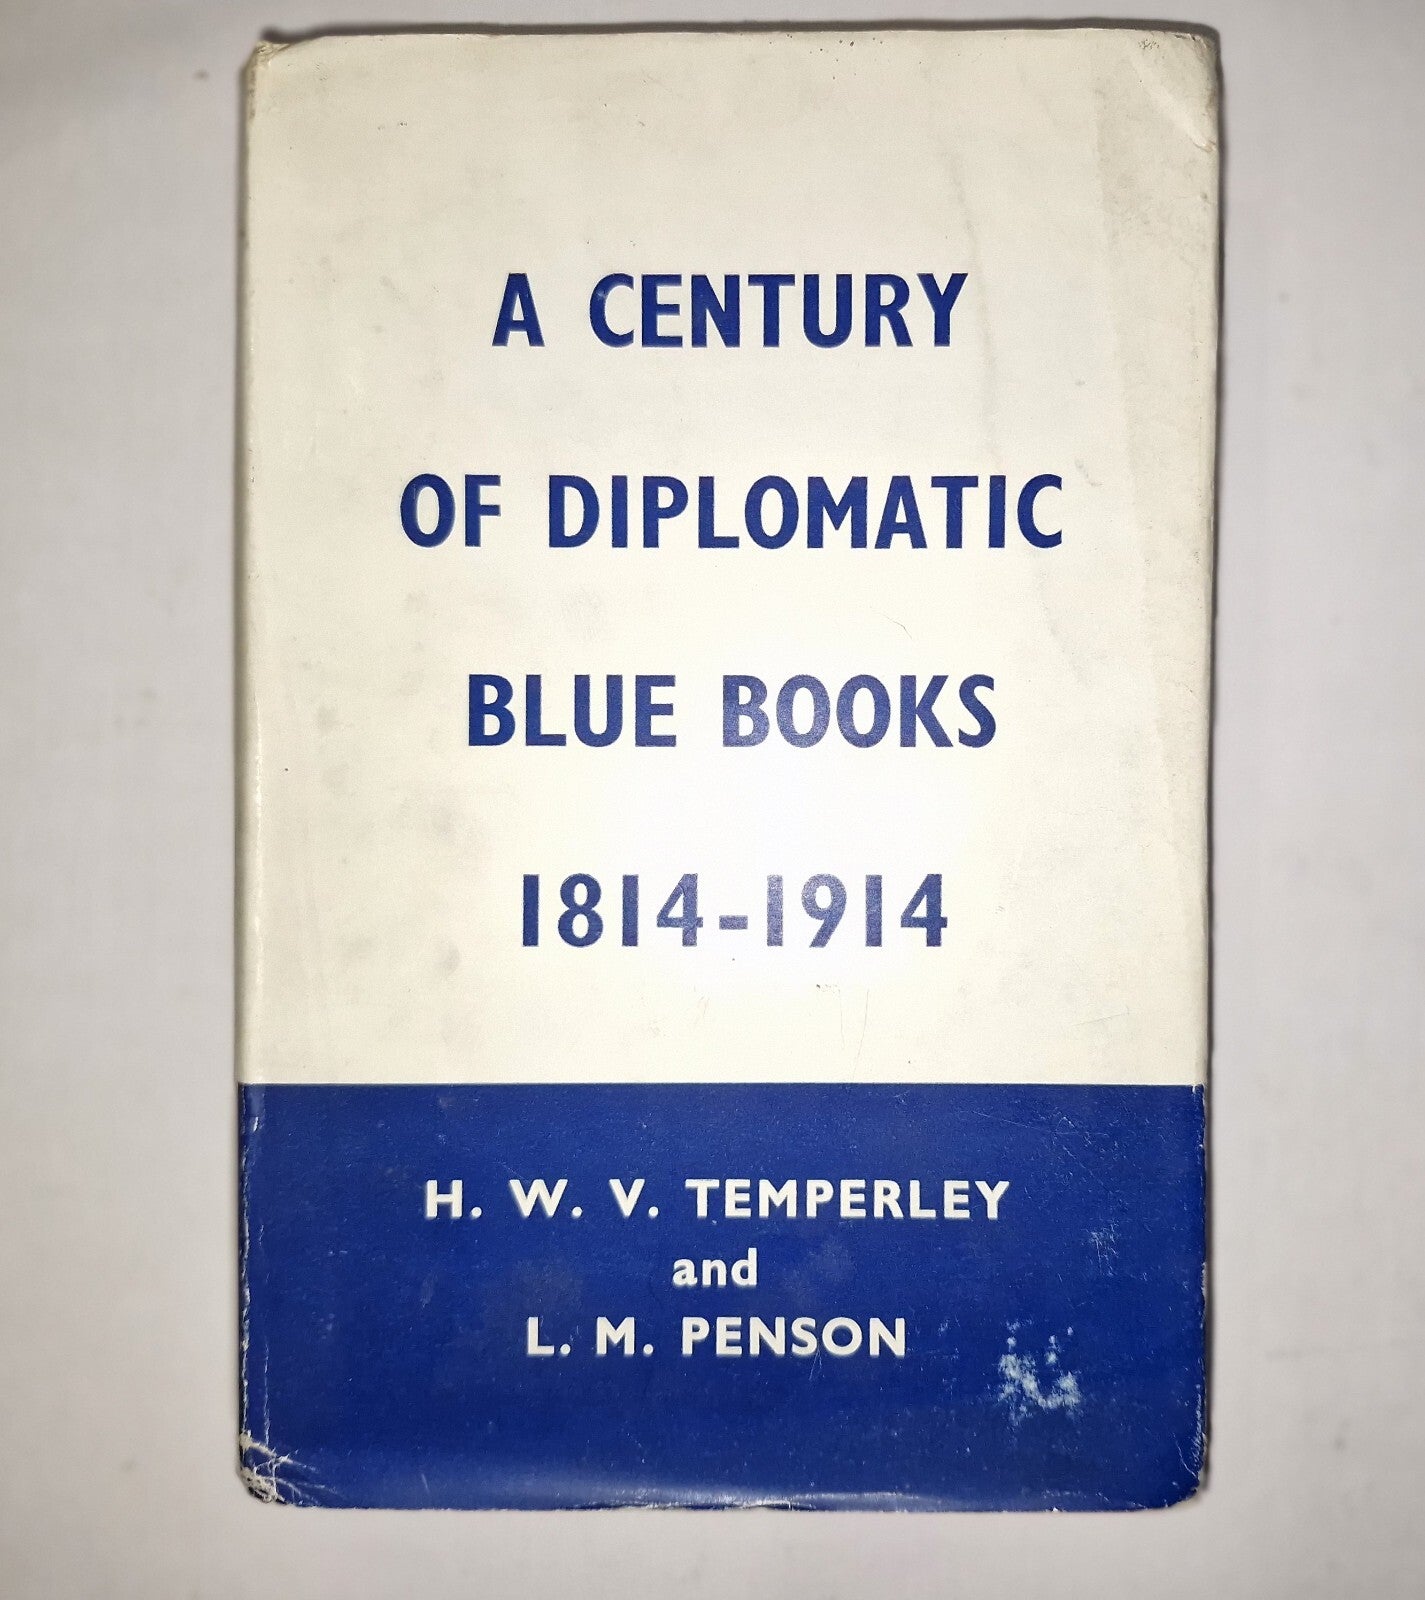 A CENTURY
OF DIPLOMATIC
BLUE BOOKS
1814-1914
H. W. V. TEMPERLEY
and
L. M. PENSON